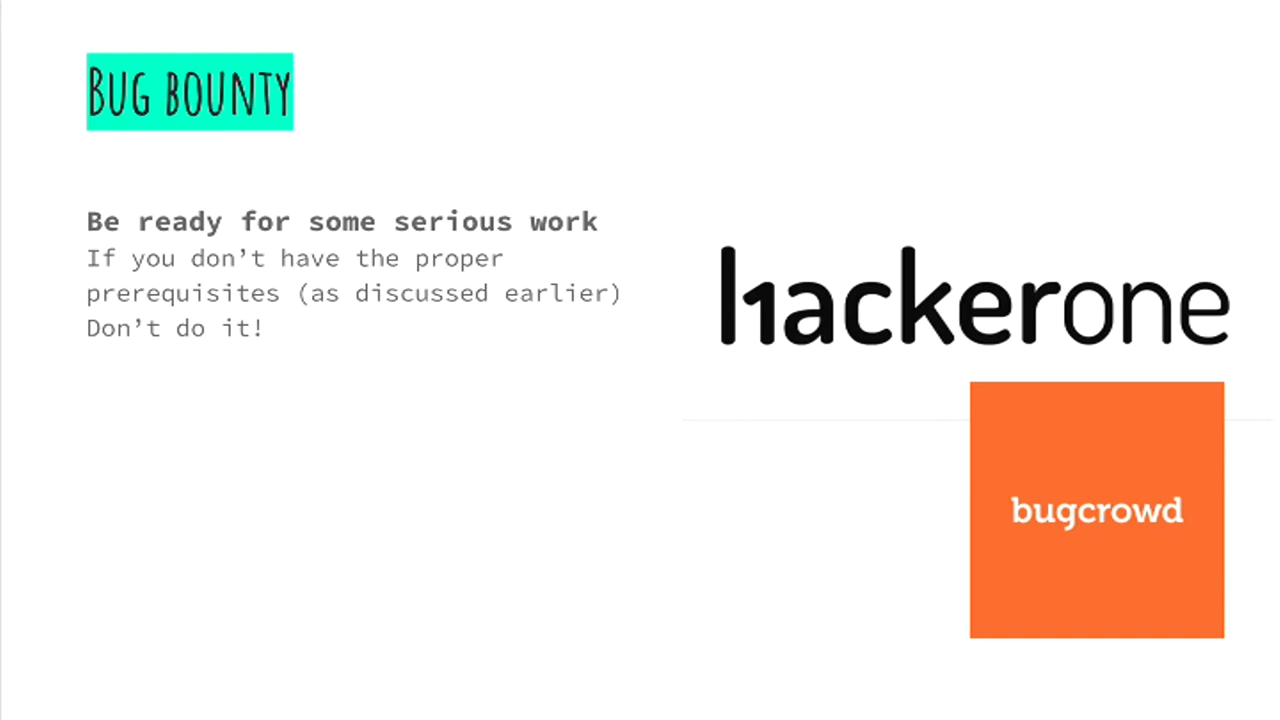 Bug bounty
Be ready for some serious work
If you don’t have the proper
prerequisites (as discussed earlier)
Don’t do it!
hackerone
bugcrowd